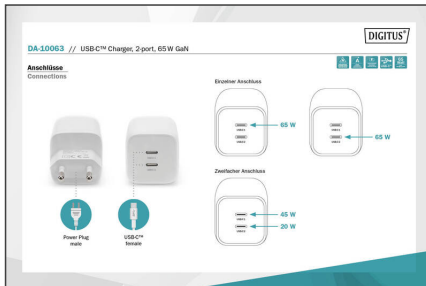 DIGITUS®
DA-10063 // USB-C™ Charger, 2-port, 65 W GaN
Anschlüsse
Connections
Einzelner Anschluss
65 W
65 W
Zweifacher Anschluss
45 W
20 W
Power Plug
male
USB-C™
female